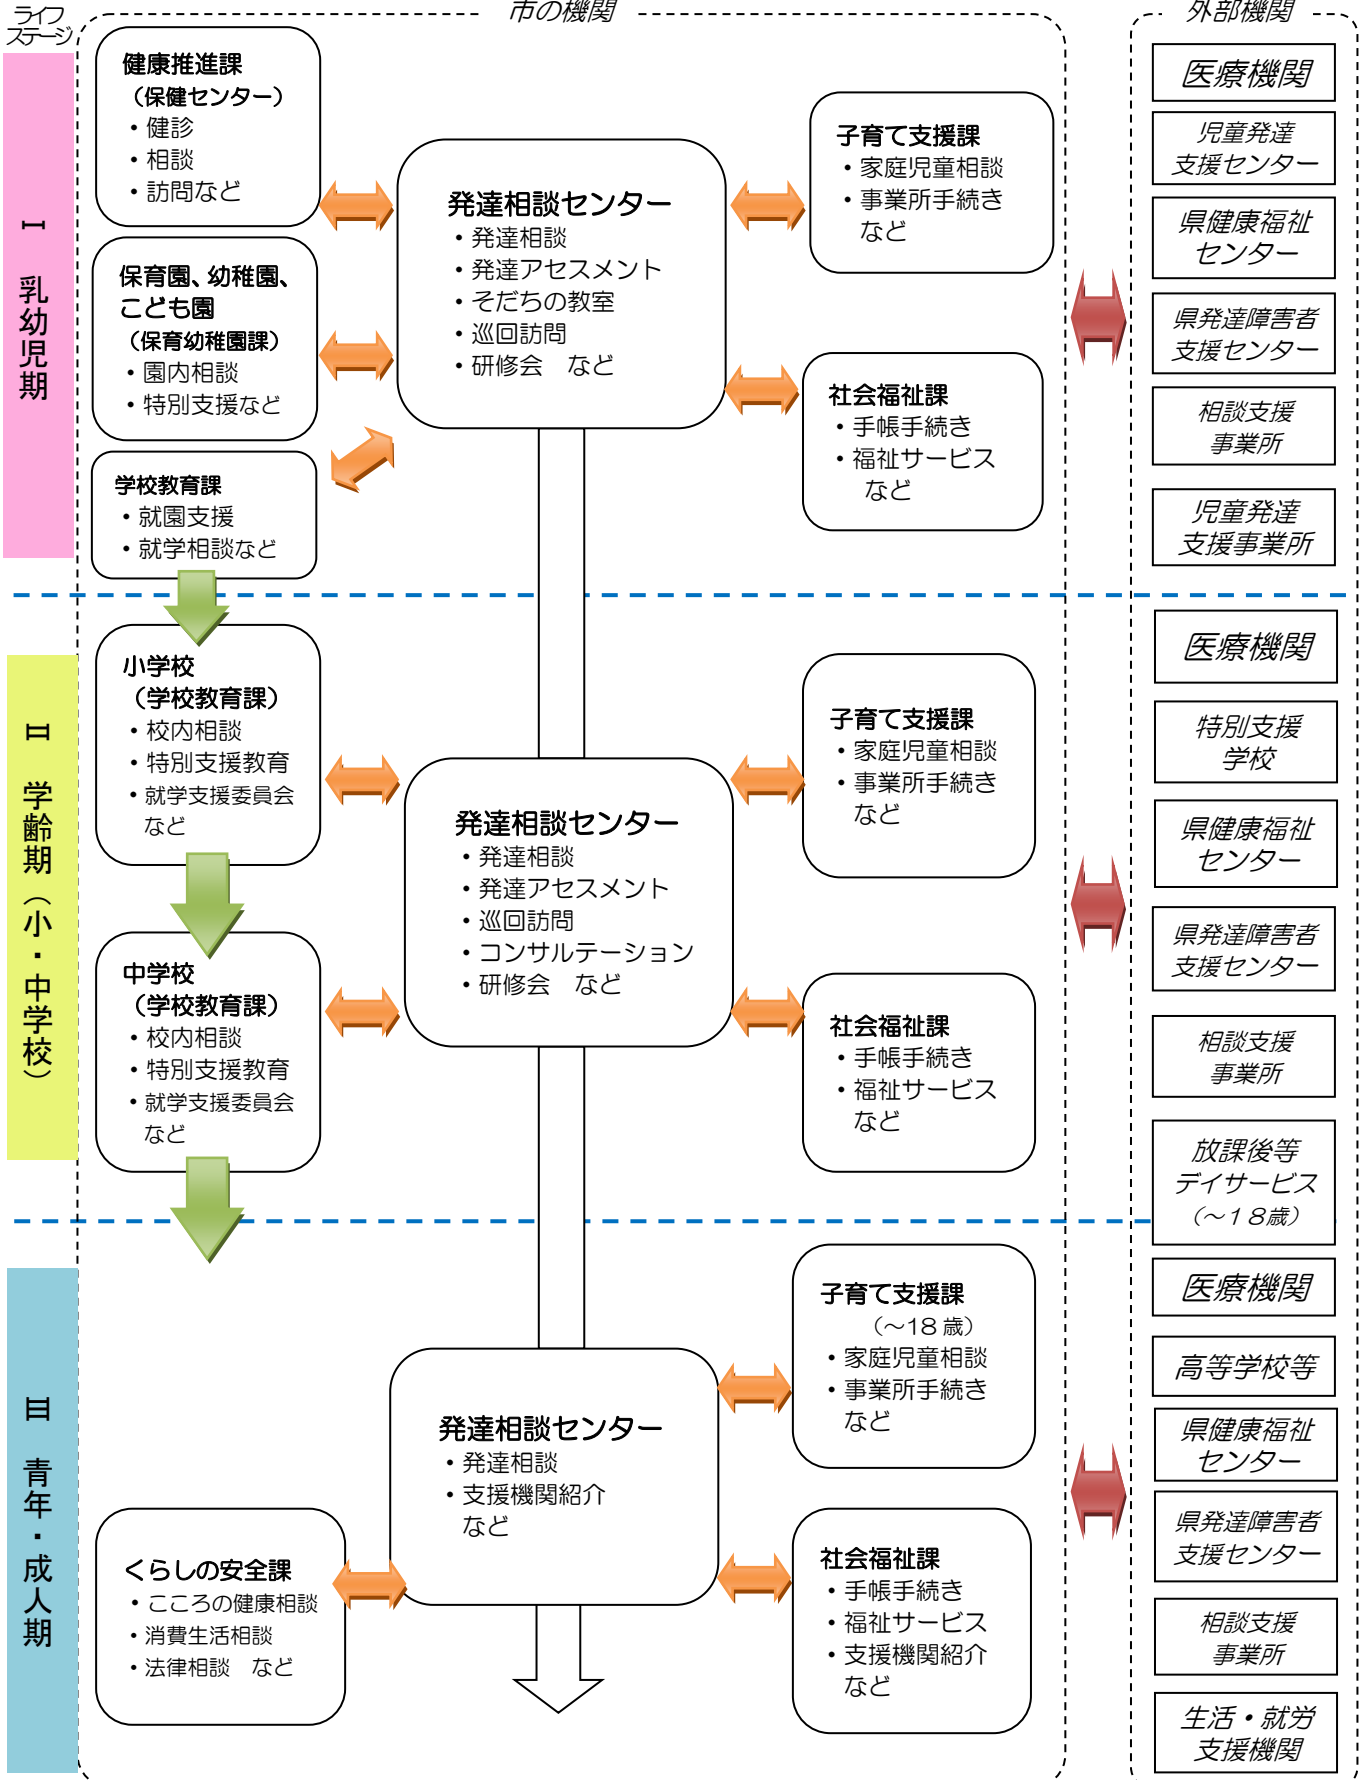 ライフ
ステージ
市の機関
外部機関
Ⅰ 乳幼児期
健康推進課
（保健センター）
・健診
・相談
・訪問など
保育園、幼稚園、
こども園
（保育幼稚園課）
・園内相談
・特別支援など
学校教育課
・就園支援
・就学相談など
発達相談センター
・発達相談
・発達アセスメント
・そだちの教室
・巡回訪問
・研修会　など
子育て支援課
・家庭児童相談
・事業所手続き
など
社会福祉課
・手帳手続き
・福祉サービス
など
医療機関
児童発達
支援センター
県健康福祉
センター
県発達障害者
支援センター
相談支援
事業所
児童発達
支援事業所
Ⅱ 学齢期（小・中学校）
小学校
（学校教育課）
・校内相談
・特別支援教育
・就学支援委員会
など
中学校
（学校教育課）
・校内相談
・特別支援教育
・就学支援委員会
など
発達相談センター
・発達相談
・発達アセスメント
・巡回訪問
・コンサルテーション
・研修会　など
子育て支援課
・家庭児童相談
・事業所手続き
など
社会福祉課
・手帳手続き
・福祉サービス
など
医療機関
特別支援
学校
県健康福祉
センター
県発達障害者
支援センター
相談支援
事業所
放課後等
デイサービス
（～１８歳）
Ⅲ 青年・成人期
くらしの安全課
・こころの健康相談
・消費生活相談
・法律相談　など
発達相談センター
・発達相談
・支援機関紹介
など
子育て支援課
（～18 歳）
・家庭児童相談
・事業所手続き
など
社会福祉課
・手帳手続き
・福祉サービス
・支援機関紹介
など
医療機関
高等学校等
県健康福祉
センター
県発達障害者
支援センター
相談支援
事業所
生活・就労
支援機関